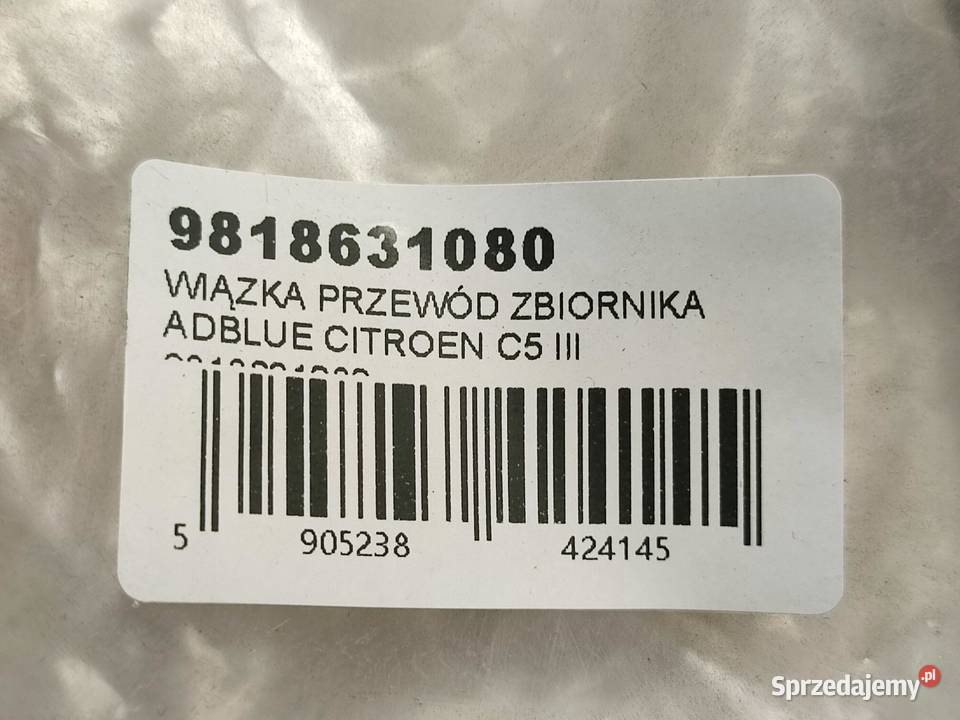 9818631080
WIĄZKA PRZEWÓD ZBIORNIKA
ADBLUE CITROEN C5 III
5 905238 424145
Sprzedajemy.pl